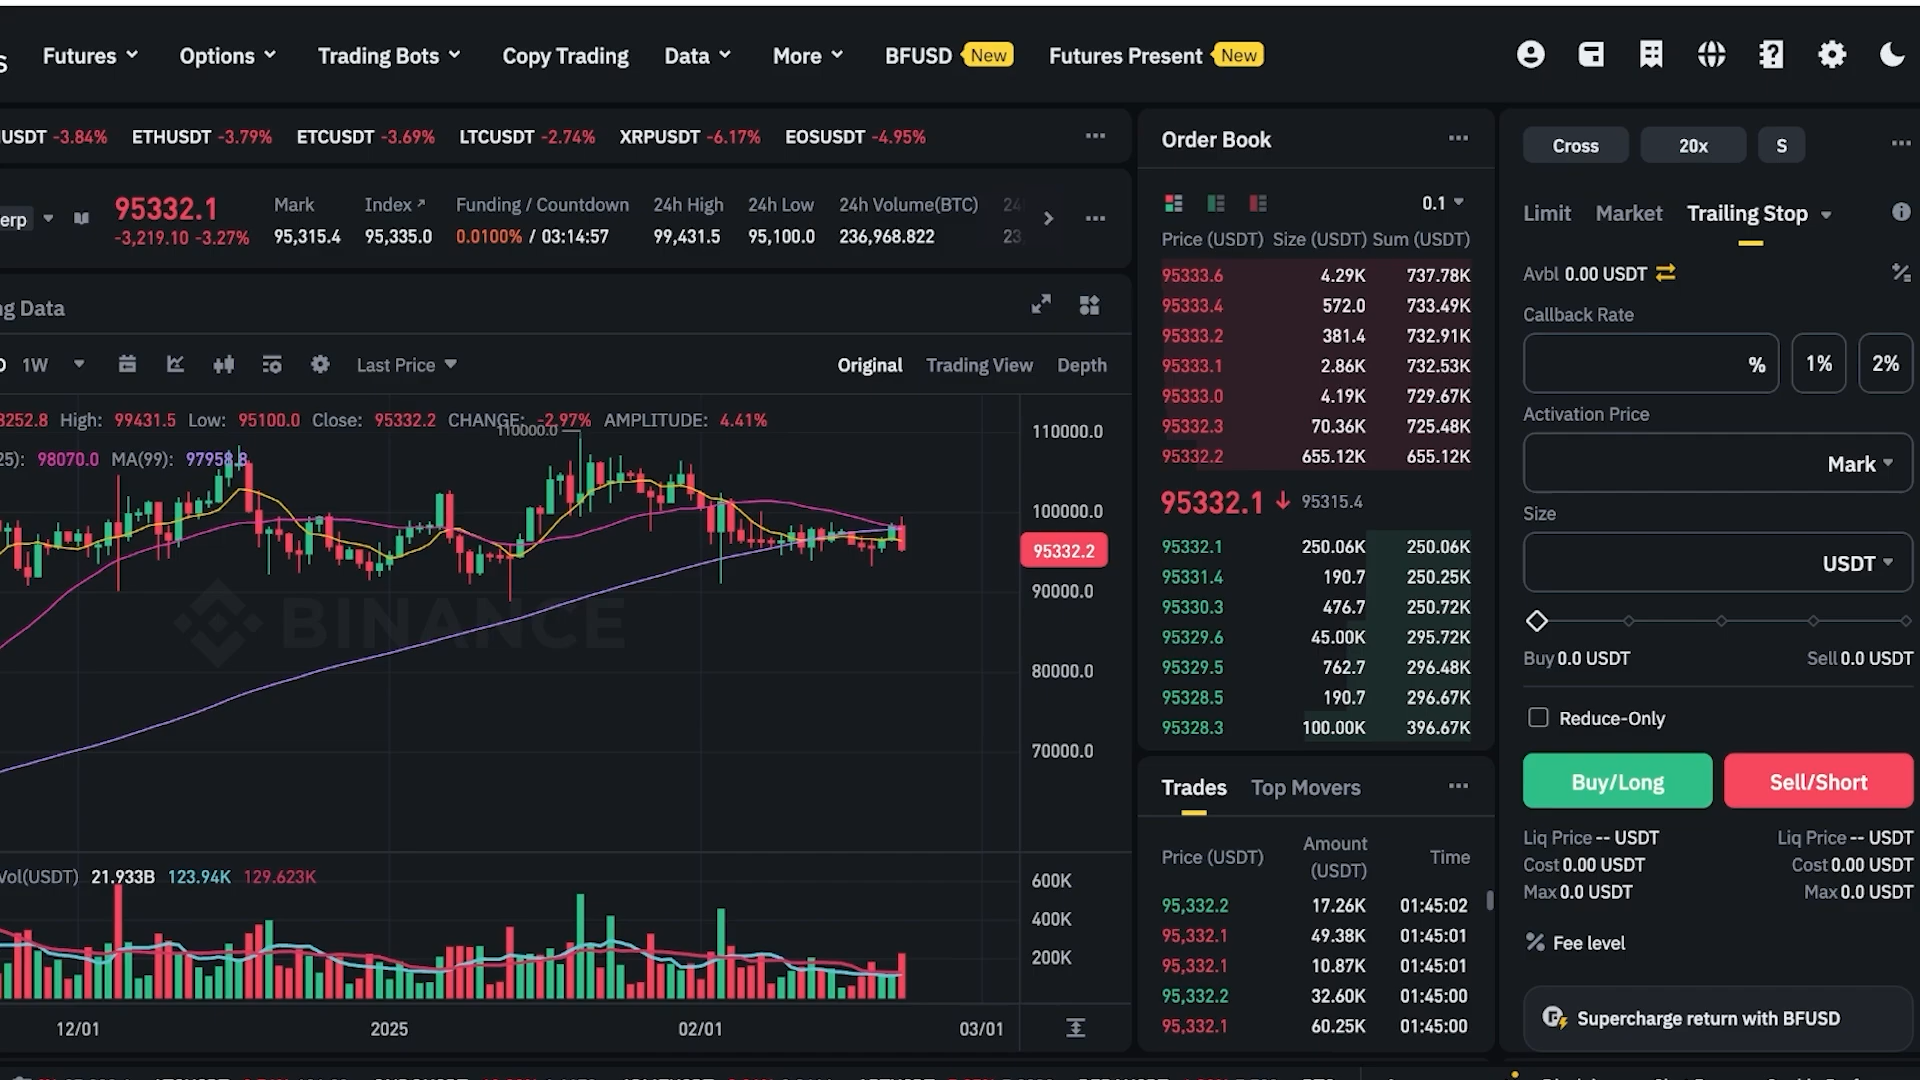 Futures Options Trading Bots Copy Trading Data More BFUSD New Futures Present New
USDT -3.84% ETHUSDT -3.79% ETCUSDT -3.69% LTCUSDT -2.74% XRPUSDT -6.17% EOSUSDT -4.95%
erp 95332.1 -3,219.10 -3.27%
Mark 95,315.4
Index 95,335.0
Funding / Countdown 0.0100% / 03:14:57
24h High 99,431.5
24h Low 95,100.0
24h Volume(BTC) 236,968.822
24
23
ng Data
1W Last Price Original Trading View Depth
8252.8 High: 99431.5 Low: 95100.0 Close: 95332.2 CHANGE: -2.97% AMPLITUDE: 4.41%
110000.0
25): 98070.0 MA(99): 97958.8
110000.0
100000.0
95332.2
90000.0
80000.0
70000.0
BINANCE
Vol(USDT) 21.933B 123.94K 129.623K
600K
400K
200K
12/01 2025 02/01 03/01
Order Book
0.1
Price (USDT) Size (USDT) Sum (USDT)
95333.6 4.29K 737.78K
95333.4 572.0 733.49K
95333.2 381.4 732.91K
95333.1 2.86K 732.53K
95333.0 4.19K 729.67K
95332.3 70.36K 725.48K
95332.2 655.12K 655.12K
95332.1 95315.4
95332.1 250.06K 250.06K
95331.4 190.7 250.25K
95330.3 476.7 250.72K
95329.6 45.00K 295.72K
95329.5 762.7 296.48K
95328.5 190.7 296.67K
95328.3 100.00K 396.67K
Trades Top Movers
Price (USDT) Amount (USDT) Time
95,332.2 17.26K 01:45:02
95,332.1 49.38K 01:45:01
95,332.1 10.87K 01:45:01
95,332.2 32.60K 01:45:00
95,332.1 60.25K 01:45:00
Cross 20x S
Limit Market Trailing Stop
Avbl 0.00 USDT
Callback Rate
% 1% 2%
Activation Price
Mark
Size
USDT
Buy 0.0 USDT Sell 0.0 USDT
Reduce-Only
Buy/Long Sell/Short
Liq Price -- USDT Liq Price -- USDT
Cost 0.00 USDT Cost 0.00 USDT
Max 0.0 USDT Max 0.0 USDT
% Fee level
Supercharge return with BFUSD